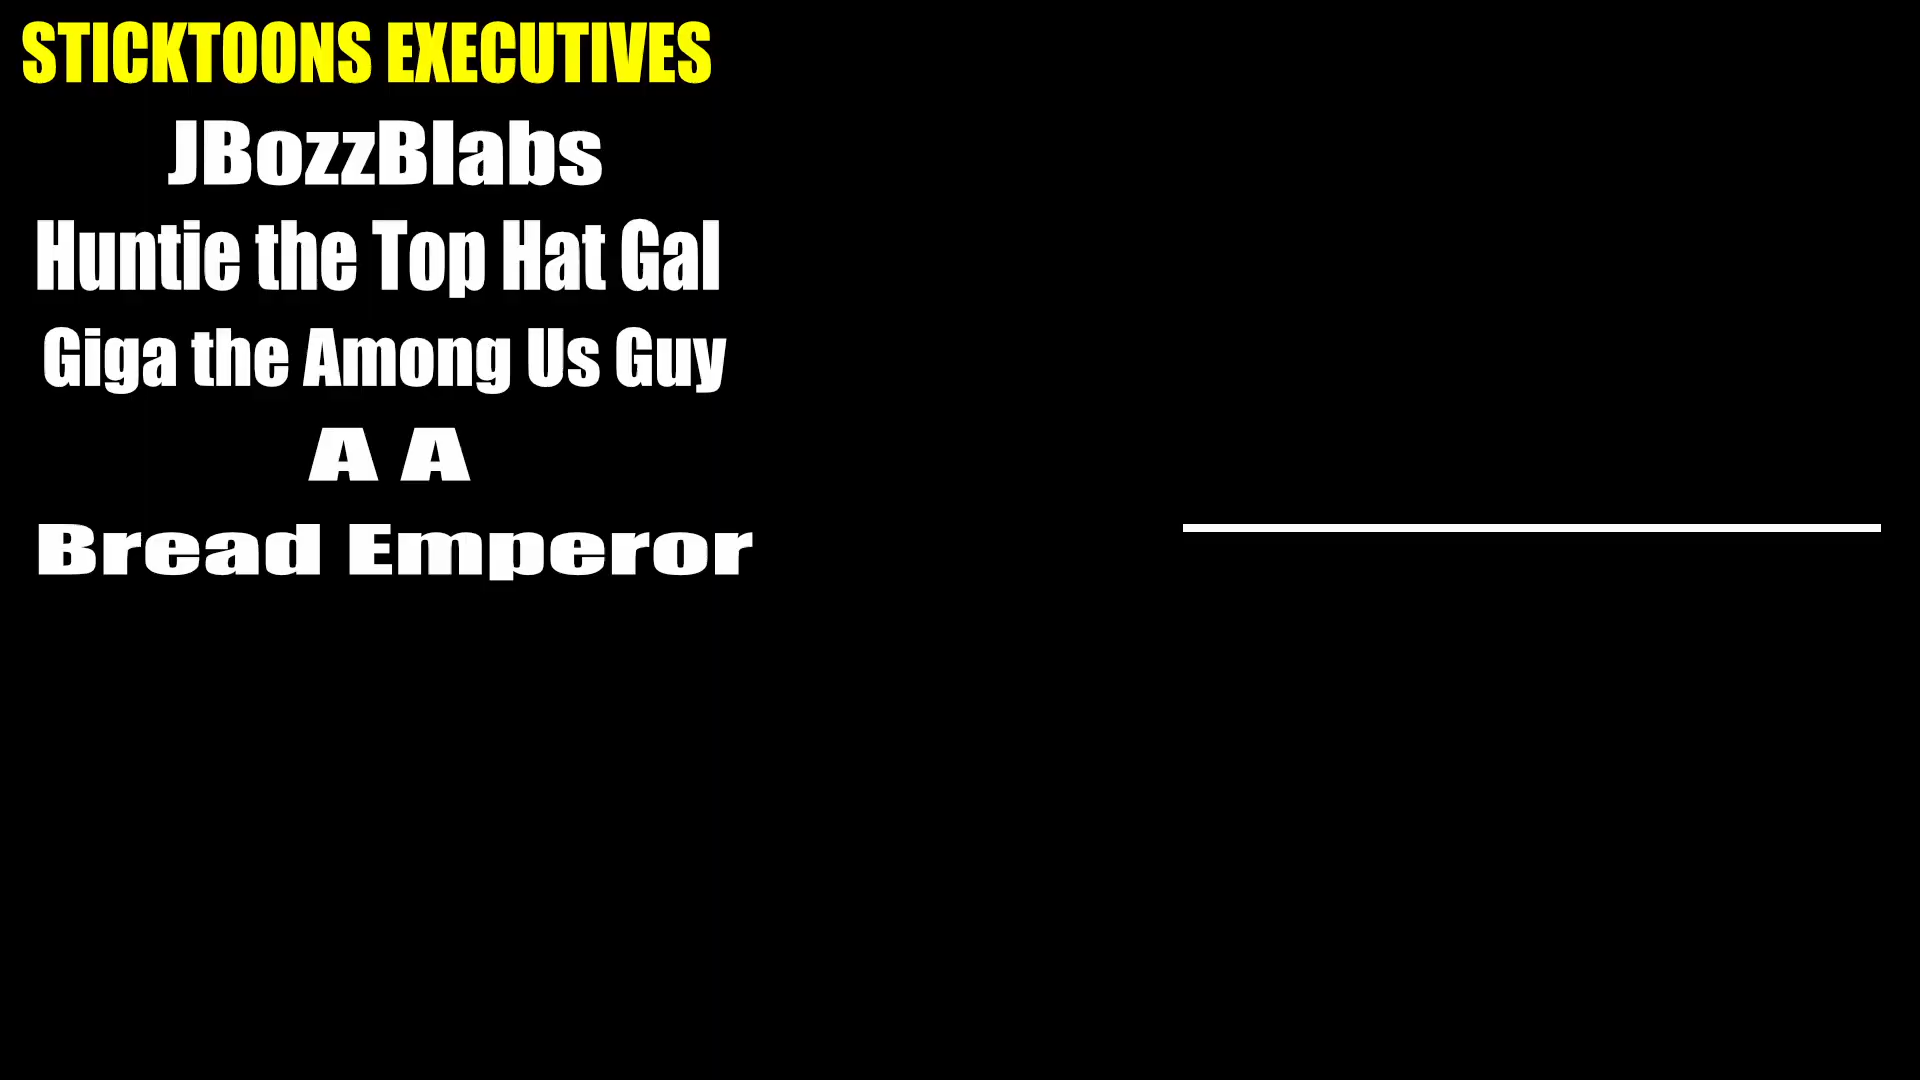 STICKTOONS EXECUTIVES
JBozzBlabs
Huntie the Top Hat Gal
Giga the Among Us Guy
A A
Bread Emperor